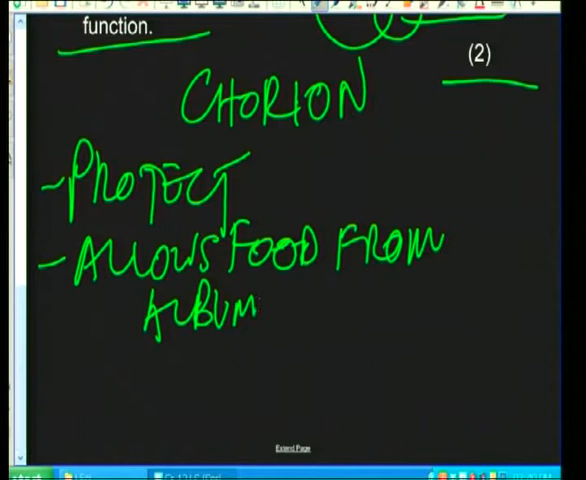 function.
(2)
CHORION
- PROTECT
- ALLOWS FOOD FROM
ALBUM
Extend Page